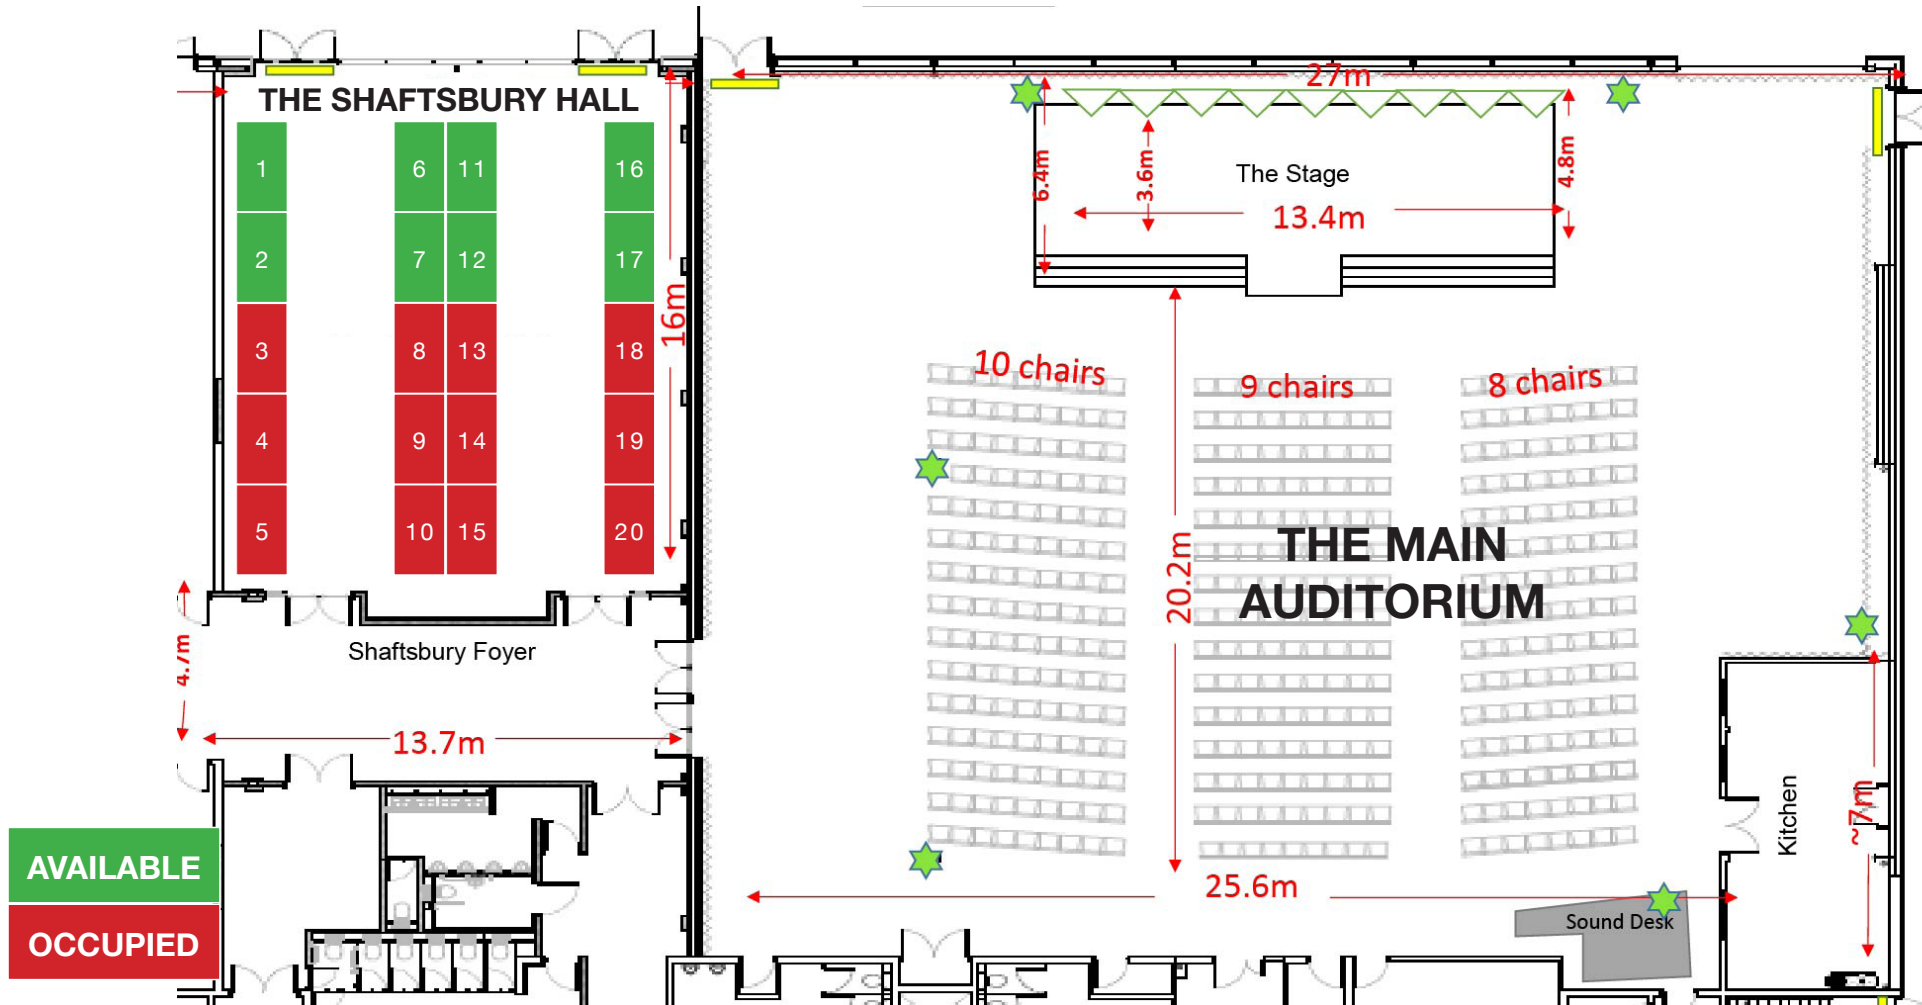 THE SHAFTSBURY HALL
1
6
11
16
2
7
12
17
3
8
13
18
4
9
14
19
5
10
15
20
16m
Shaftsbury Foyer
4.7m
13.7m
AVAILABLE
OCCUPIED
27m
6.4m
3.6m
4.8m
The Stage
13.4m
10 chairs
9 chairs
8 chairs
20.2m
THE MAIN
AUDITORIUM
Kitchen
~7m
25.6m
Sound Desk